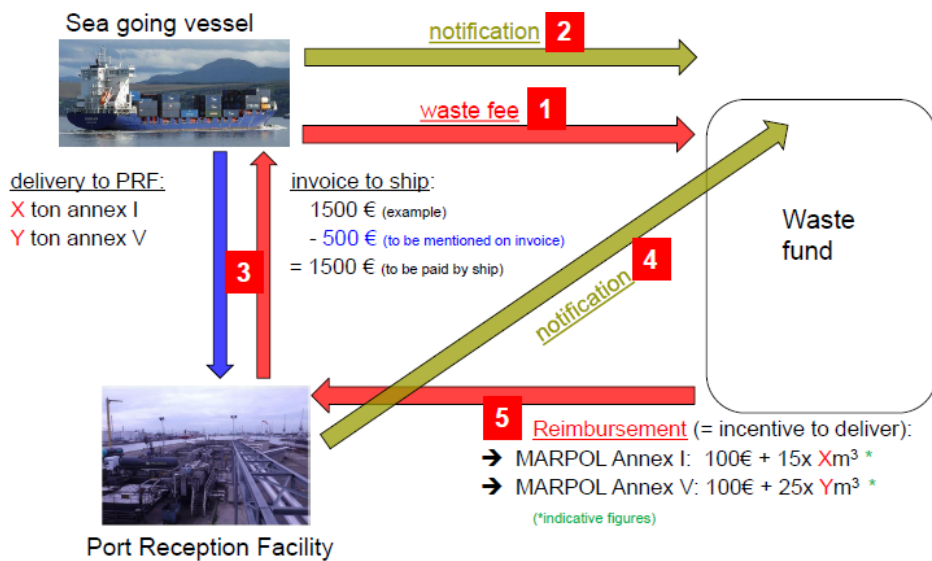 Sea going vessel
notification 2
waste fee 1
delivery to PRF:
X ton annex I
Y ton annex V
invoice to ship:
1500 € (example)
- 500 € (to be mentioned on invoice)
= 1500 € (to be paid by ship)
3
4
notification
Waste
fund
5 Reimbursement (= incentive to deliver):
➔ MARPOL Annex I: 100€ + 15x Xm³ *
➔ MARPOL Annex V: 100€ + 25x Ym³ *
(*indicative figures)
Port Reception Facility